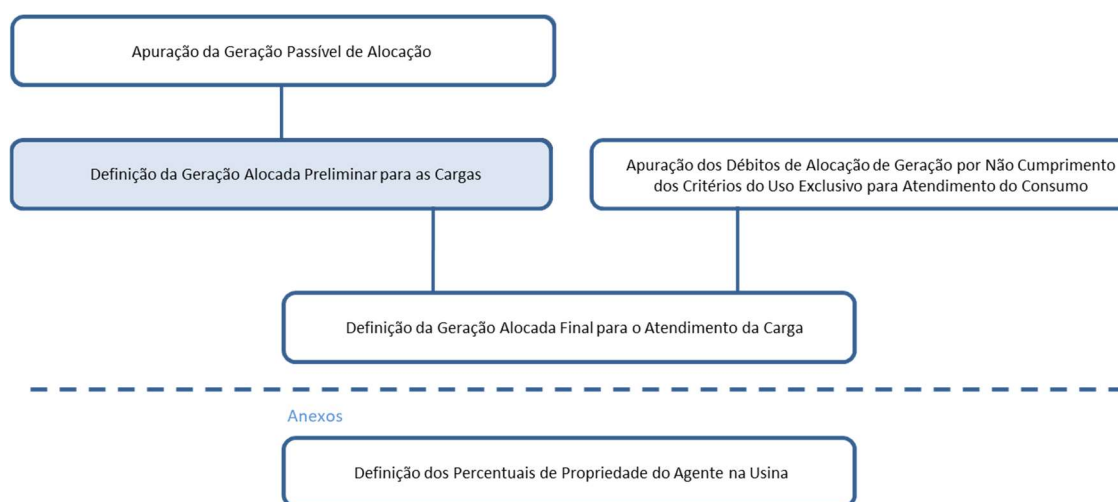 Apuração da Geração Passível de Alocação
Definição da Geração Alocada Preliminar para as Cargas
Apuração dos Débitos de Alocação de Geração por Não Cumprimento
dos Critérios do Uso Exclusivo para Atendimento do Consumo
Definição da Geração Alocada Final para o Atendimento da Carga
Anexos
Definição dos Percentuais de Propriedade do Agente na Usina